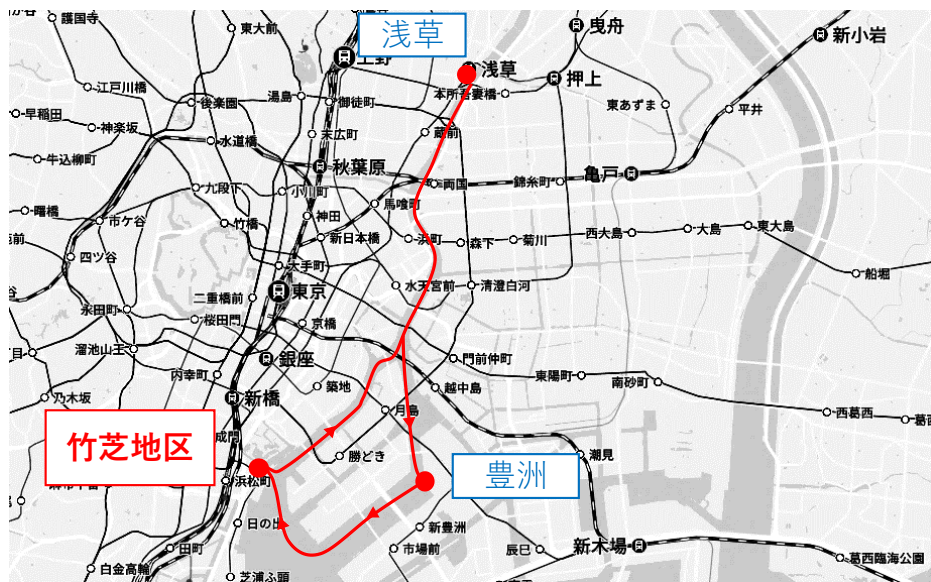 護国寺
東大前
浅草
曳舟
新小岩
上野
浅草
押上
江戸川橋
後楽園
湯島
御徒町
本所吾妻橋
東あずま
平井
早稲田
神楽坂
水道橋
末広町
蔵前
牛込柳町
秋葉原
両国
錦糸町
亀戸
曙橋
市ケ谷
九段下
小川町
馬喰町
竹橋
神田
新日本橋
浜町
森下
菊川
西大島
大島
東大島
四ツ谷
大手町
水天宮前
清澄白河
船堀
二重橋前
東京
永田町
桜田門
京橋
溜池山王
銀座
門前仲町
内幸町
築地
越中島
東陽町
南砂町
乃木坂
新橋
月島
西葛西
竹芝地区
成門
勝どき
豊洲
潮見
浜松町
日の出
新豊洲
田町
市場前
辰巳
新木場
葛西臨海公園
白金高輪
芝浦ふ頭